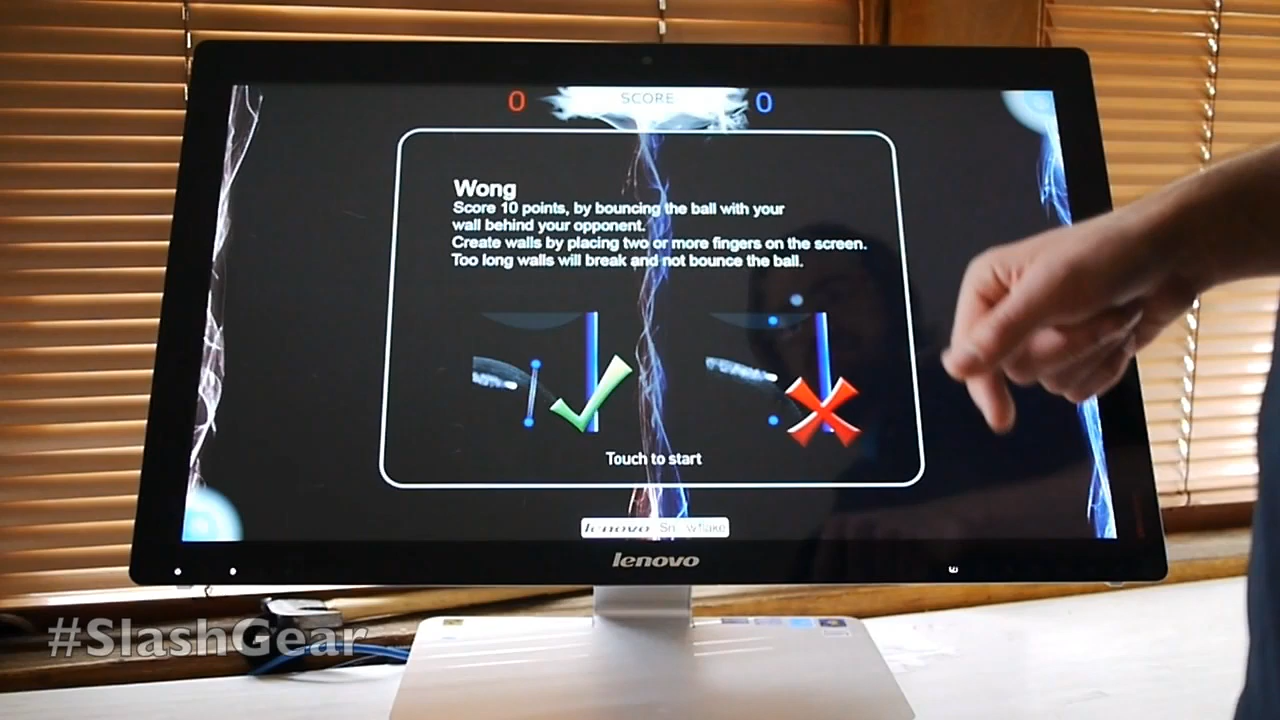 0 SCORE 0
Wong
Score 10 points, by bouncing the ball with your
wall behind your opponent.
Create walls by placing two or more fingers on the screen.
Too long walls will break and not bounce the ball.
Touch to start
lenovo Snowflake
lenovo
#SlashGear